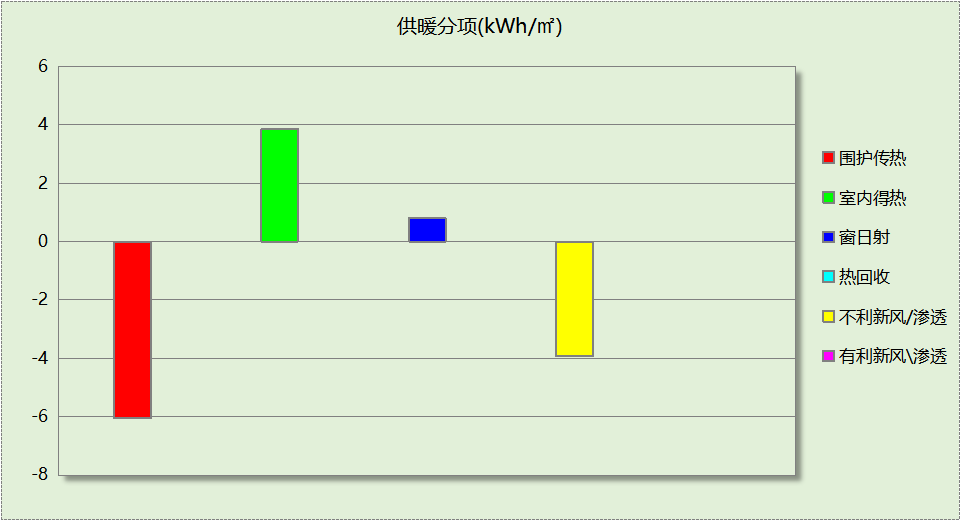 供暖分项(kWh/㎡)
6
4
2
0
-2
-4
-6
-8
围护传热
室内得热
窗日射
热回收
不利新风/渗透
有利新风\渗透